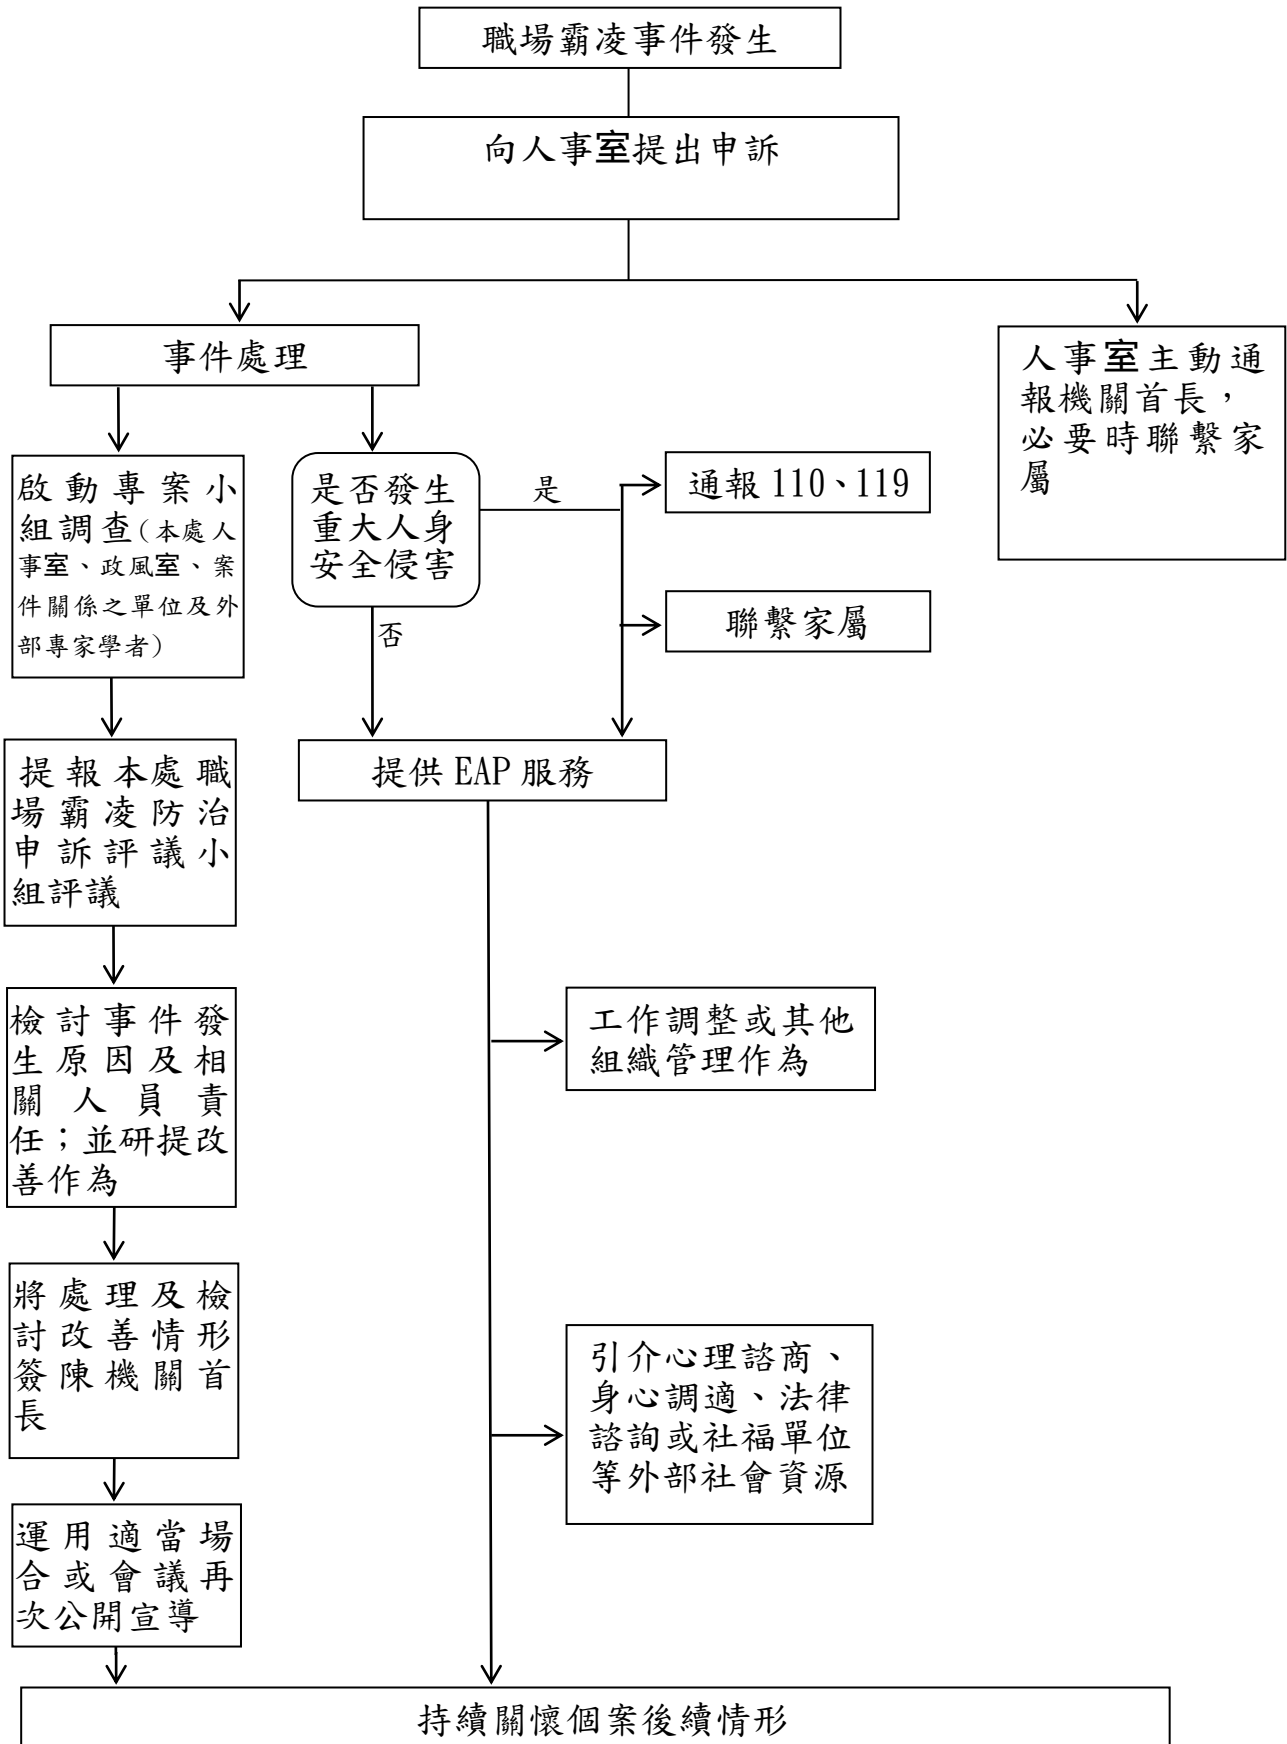 職場霸凌事件發生
向人事室提出申訴
事件處理
人事室主動通
報機關首長，
必要時聯繫家
屬
啟動專案小
組調查(本處人
事室、政風室、案
件關係之單位及外
部專家學者)
是否發生
重大人身
安全侵害
是
否
通報 110、119
聯繫家屬
提報本處職
場霸凌防治
申訴評議小
組評議
提供 EAP 服務
檢討事件發
生原因及相
關人員責
任；並研提改
善作為
工作調整或其他
組織管理作為
將處理及檢
討改善情形
簽陳機關首
長
引介心理諮商、
身心調適、法律
諮詢或社福單位
等外部社會資源
運用適當場
合或會議再
次公開宣導
持續關懷個案後續情形